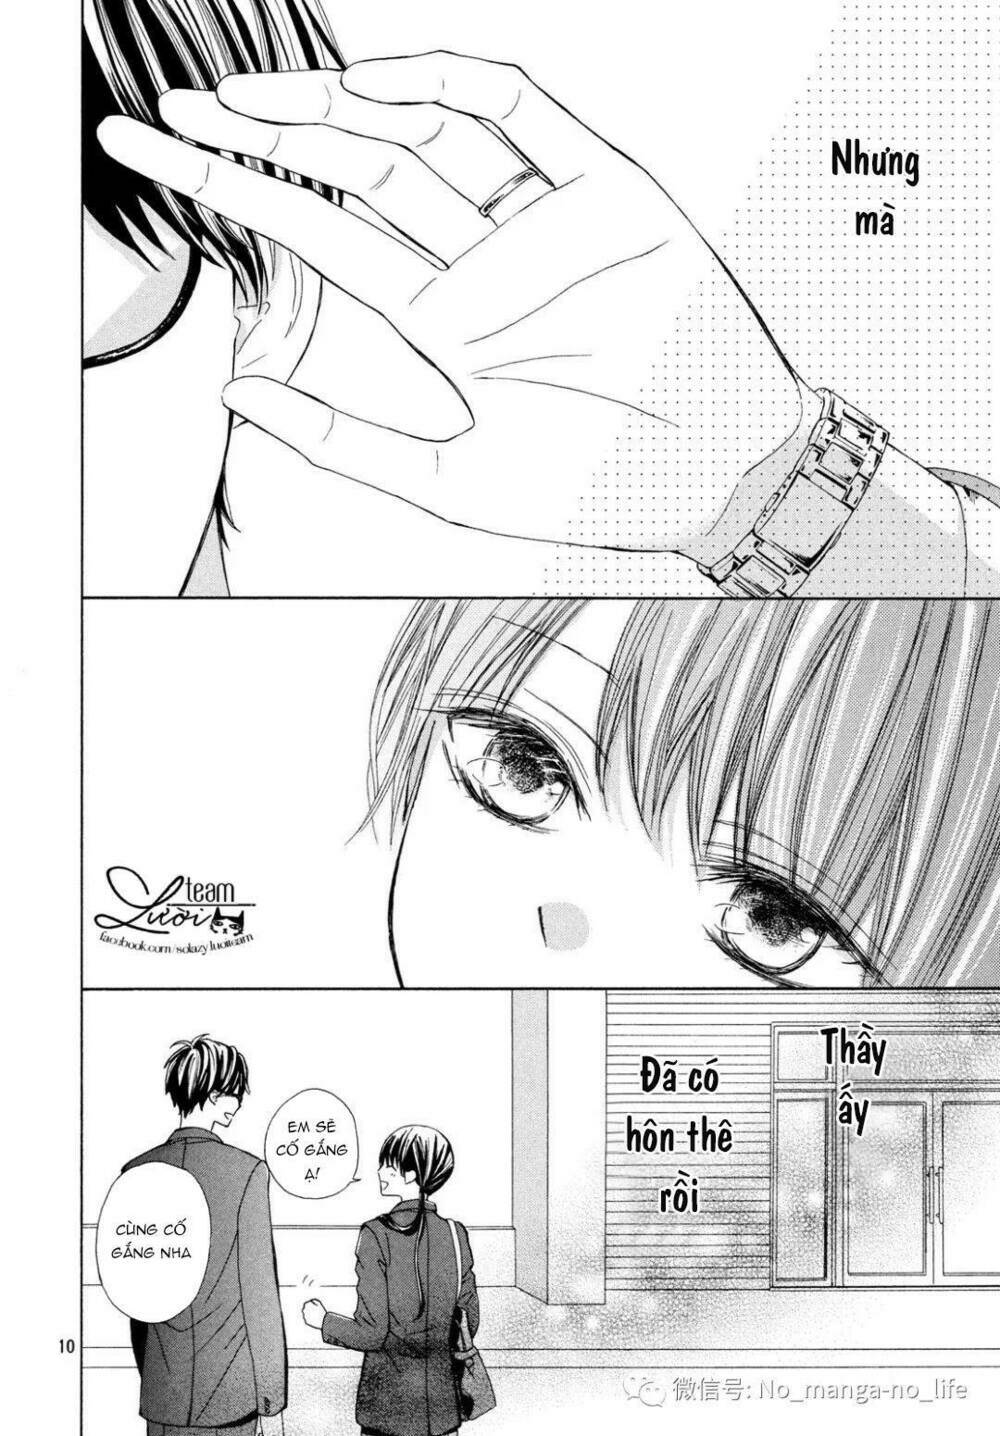 Nhưng
mà
team
Lười
facebook.com/solazy.luoiteam
Thầy
ấy
Đã có
hôn thê
rồi
EM SẼ
CỐ GẮNG
Ạ!
CÙNG CỐ
GẮNG NHA
10
微信号: No_manga-no_life